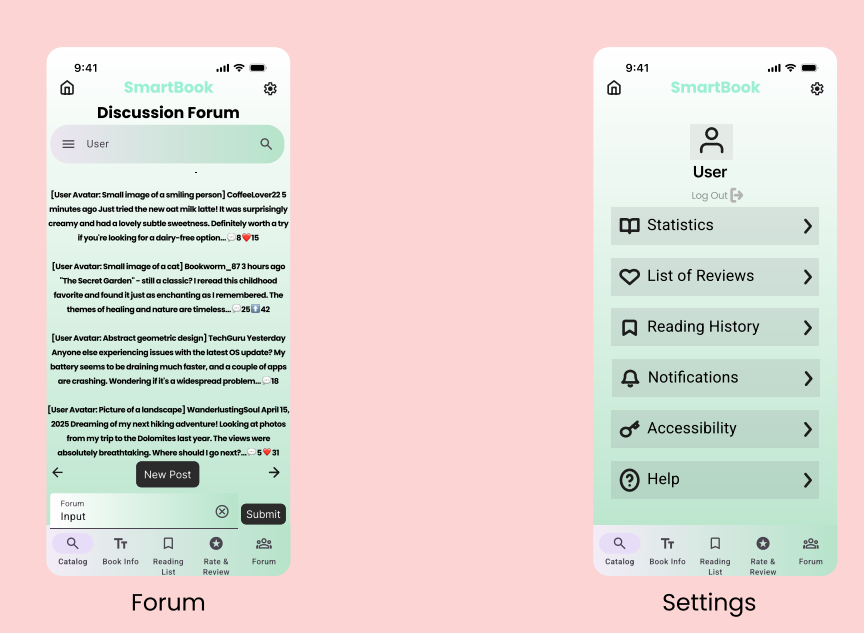 9:41
SmartBook
Discussion Forum
User
[User Avatar: Small image of a smiling person] CoffeeLover22 5
minutes ago Just tried the new oat milk latte! It was surprisingly
creamy and had a lovely subtle sweetness. Definitely worth a try
if you're looking for a dairy-free option...💬8❤️15
[User Avatar: Small image of a cat] Bookworm_87 3 hours ago
"The Secret Garden" - still a classic? I reread this childhood
favorite and found it just as enchanting as I remembered. The
themes of healing and nature are timeless...💬25⬆️42
[User Avatar: Abstract geometric design] TechGuru Yesterday
Anyone else experiencing issues with the latest OS update? My
battery seems to be draining much faster, and a couple of apps
are crashing. Wondering if it's a widespread problem...💬18
[User Avatar: Picture of a landscape] WanderlustingSoul April 15,
2025 Dreaming of my next hiking adventure! Looking at photos
from my trip to the Dolomites last year. The views were
absolutely breathtaking. Where should I go next?...💬5❤️31
New Post
Forum
Input
Submit
Catalog
Book Info
Reading
List
Rate &
Review
Forum
Forum
9:41
SmartBook
User
Log Out
Statistics
List of Reviews
Reading History
Notifications
Accessibility
Help
Catalog
Book Info
Reading
List
Rate &
Review
Forum
Settings